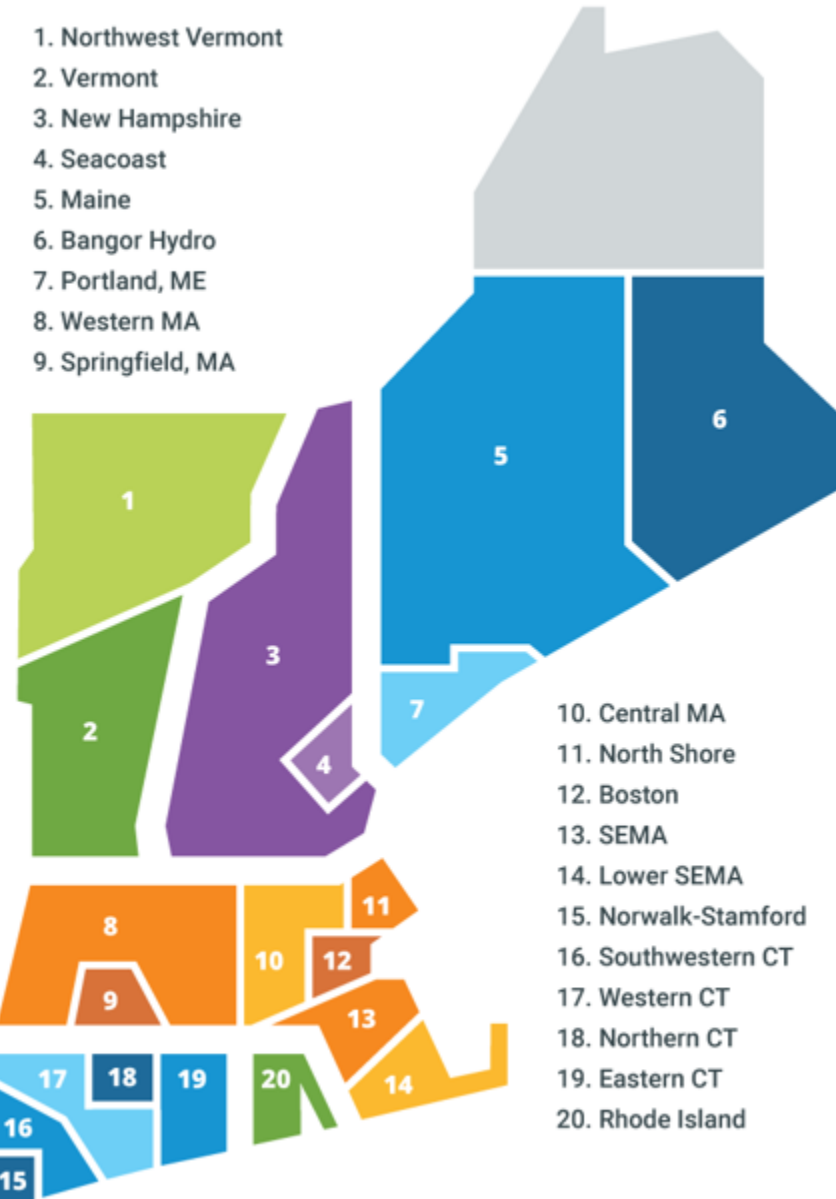 1. Northwest Vermont
2. Vermont
3. New Hampshire
4. Seacoast
5. Maine
6. Bangor Hydro
7. Portland, ME
8. Western MA
9. Springfield, MA
6
5
1
3
7
2
4
10. Central MA
11. North Shore
12. Boston
13. SEMA
14. Lower SEMA
15. Norwalk-Stamford
16. Southwestern CT
17. Western CT
18. Northern CT
19. Eastern CT
20. Rhode Island
11
8
10
12
9
13
17
18
19
20
14
16
15